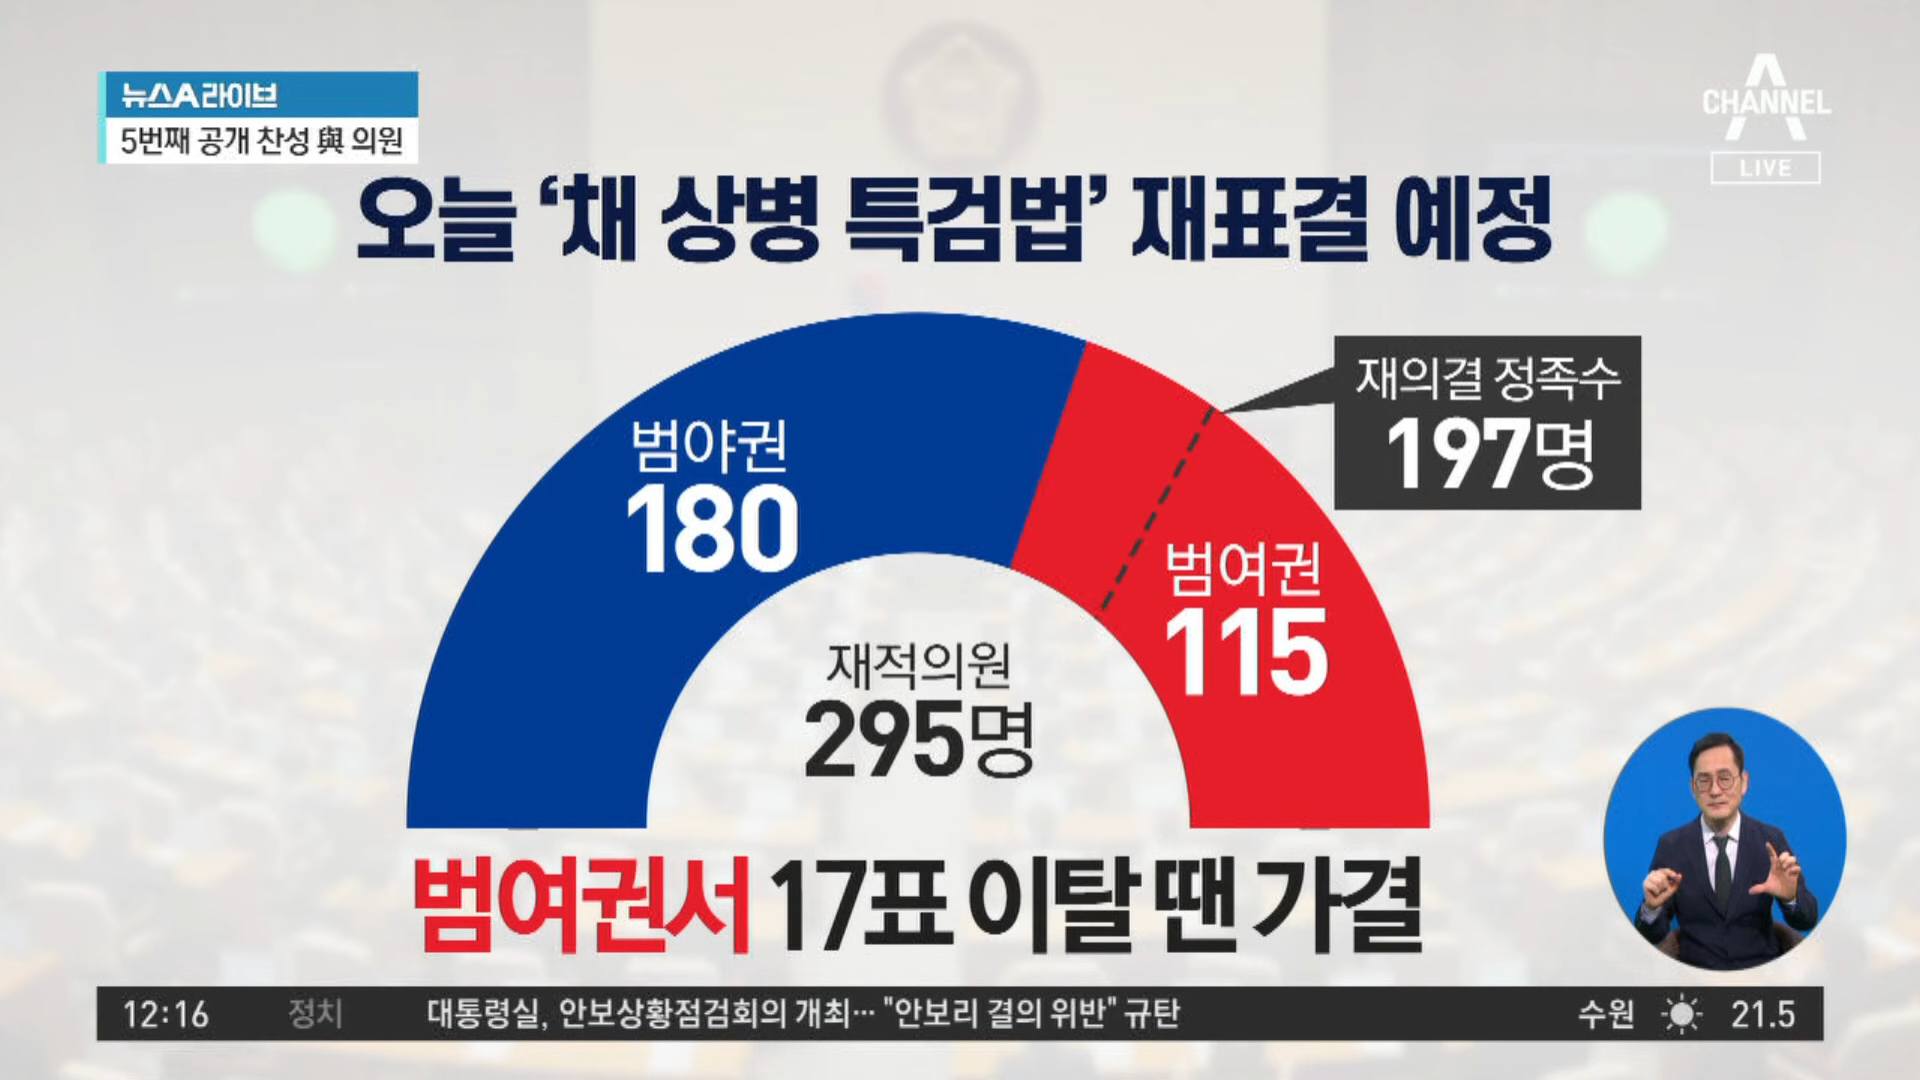 뉴스A라이브
5번째 공개 찬성 與 의원
CHANNEL A
LIVE
오늘 ‘채 상병 특검법’ 재표결 예정
범야권
180
재의결 정족수
197명
범여권
115
재적의원
295명
범여권서 17표 이탈 땐 가결
12:16 정치 대통령실, 안보상황점검회의 개최… "안보리 결의 위반" 규탄 수원 21.5